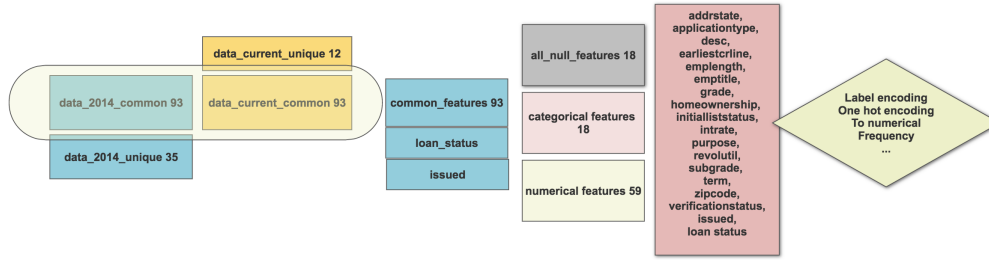 data_current_unique 12
data_2014_common 93
data_current_common 93
data_2014_unique 35
common_features 93
loan_status
issued
all_null_features 18
categorical features
18
numerical features 59
addrstate,
applicationtype,
desc,
earliestcrline,
emplength,
emptitle,
grade,
homeownership,
initialliststatus,
intrate,
purpose,
revolutil,
subgrade,
term,
zipcode,
verificationstatus,
issued,
loan status
Label encoding
One hot encoding
To numerical
Frequency
...